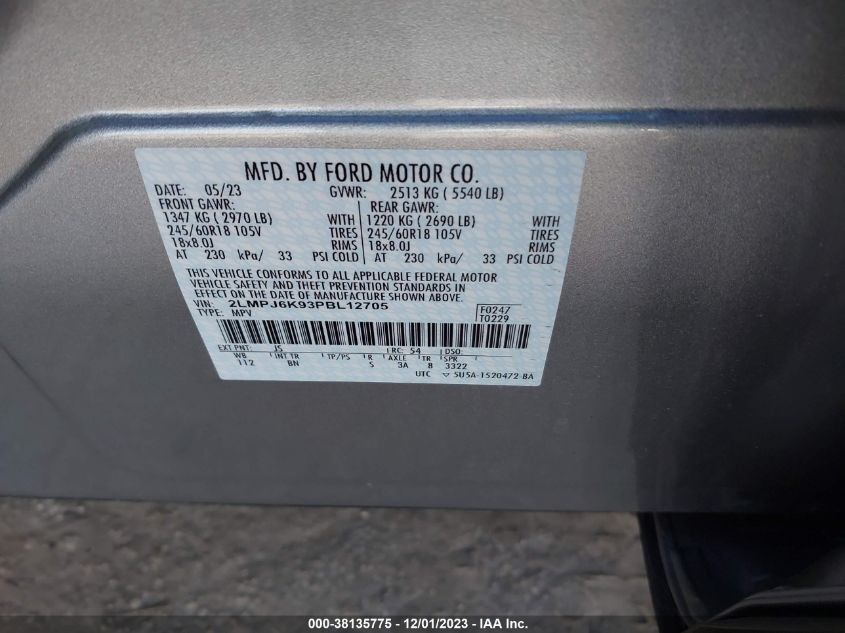 MFD. BY FORD MOTOR CO.
DATE: 05/23 GVWR: 2513 KG ( 5540 LB)
FRONT GAWR: REAR GAWR:
1347 KG ( 2970 LB) WITH 1220 KG ( 2690 LB) WITH
245/60R18 105V TIRES 245/60R18 105V TIRES
18x8.0J RIMS 18x8.0J RIMS
AT 230 kPa/ 33 PSI COLD AT 230 kPa/ 33 PSI COLD
THIS VEHICLE CONFORMS TO ALL APPLICABLE FEDERAL MOTOR
VEHICLE SAFETY AND THEFT PREVENTION STANDARDS IN
EFFECT ON THE DATE OF MANUFACTURE SHOWN ABOVE.
VIN: 2LMPJ6K93PBL12705 F0247
TYPE: MPV T0229
EXT PNT: JS RC: 54 DSO:
WB INT TR TP/PS R AXLE TR SPR
112 BN S 3A 8 3322
UTC ▽ 5U5A-1520472-BA
000-38135775 - 12/01/2023 - IAA Inc.